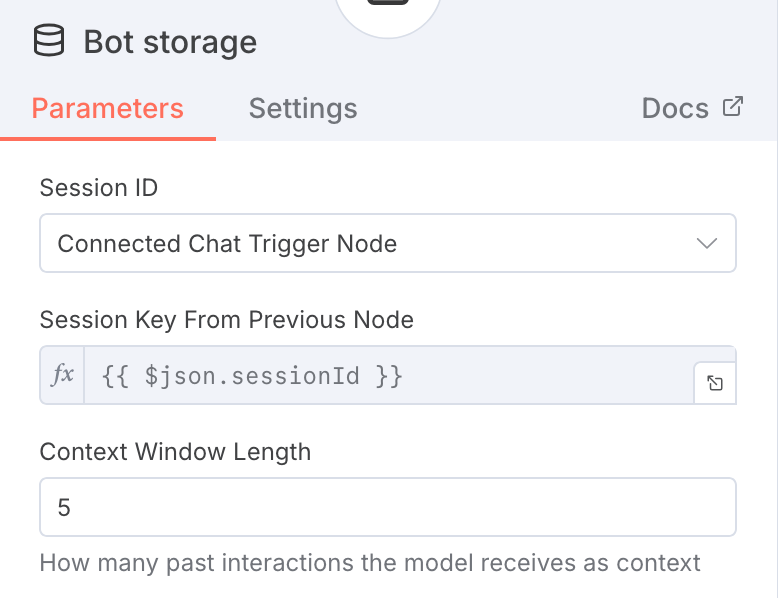 Bot storage
Parameters Settings Docs
Session ID
Connected Chat Trigger Node
Session Key From Previous Node
fx {{ $json.sessionId }}
Context Window Length
5
How many past interactions the model receives as context